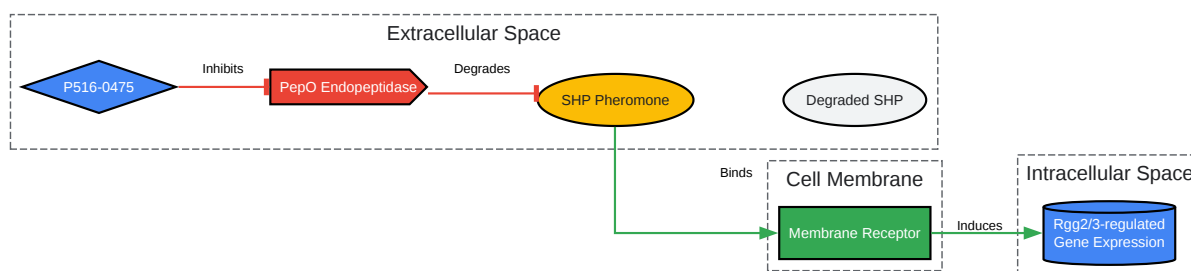 Extracellular Space
P516-0475
Inhibits
PepO Endopeptidase
Degrades
SHP Pheromone
Degraded SHP
Binds
Cell Membrane
Membrane Receptor
Induces
Intracellular Space
Rgg2/3-regulated
Gene Expression